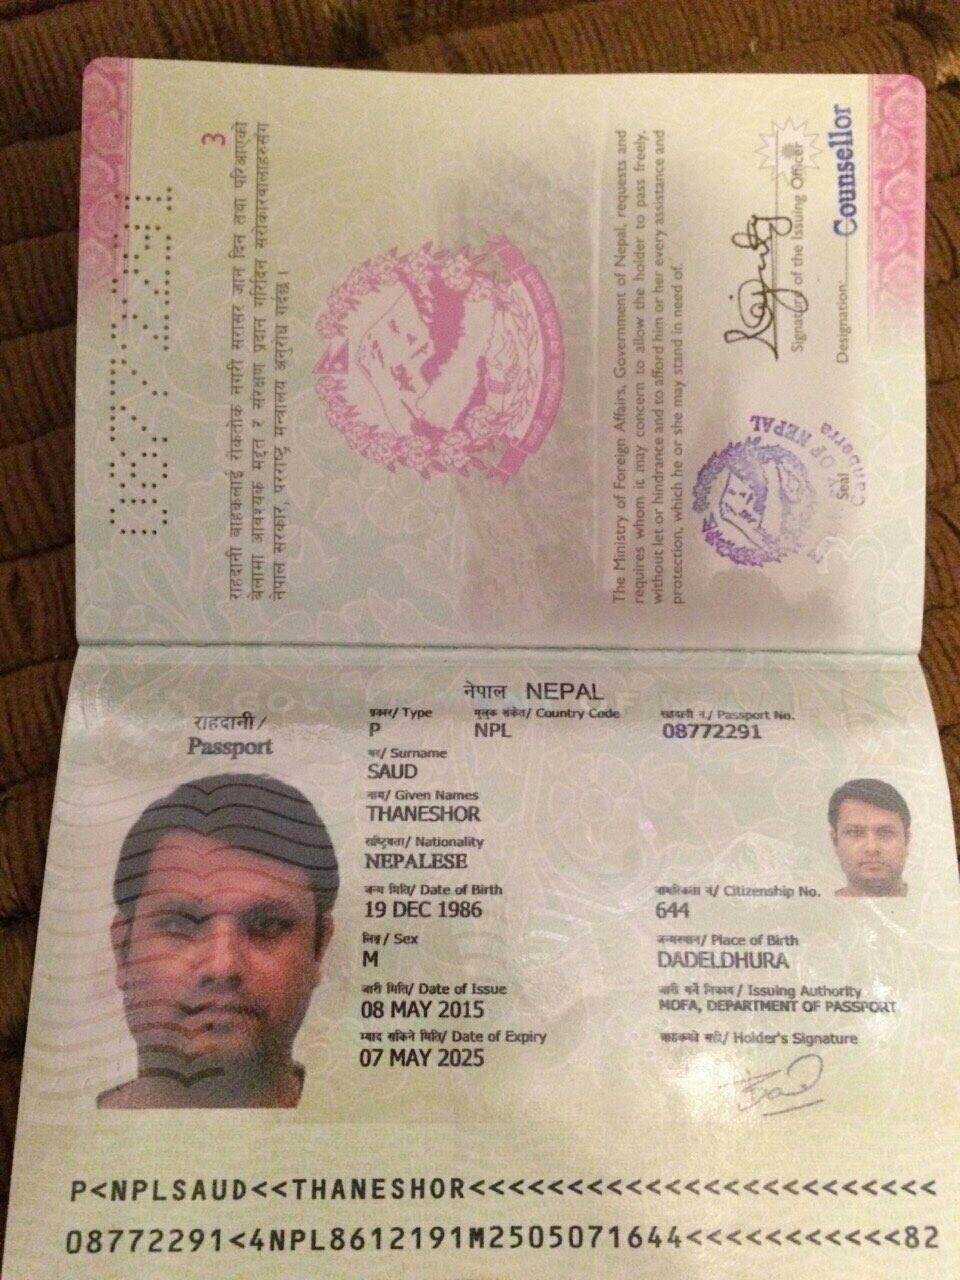 3
राहदानी वाहकलाई रोकतोक नगरी सरासर जान दिन तथा परिआएको
बेलामा आवश्यक मद्दत र संरक्षण प्रदान गरिदिन सरोकारवालाहरुसंग
नेपाल सरकार, परराष्ट्र मन्त्रालय अनुरोध गर्दछ ।
The Ministry of Foreign Affairs, Government of Nepal, requests and
requires whom it may concern to allow the holder to pass freely,
without let or hindrance and to afford him or her every assistance and
protection, which he or she may stand in need of.
Signature of the Issuing Officer
Designation: Counsellor
Seal
OF NEPAL
Canberra
नेपाल NEPAL
राहदानी/
Passport
प्रकार/ Type
P
मुलुक संकेत/ Country Code
NPL
राहदानी नं./ Passport No.
08772291
थर/ Surname
SAUD
नाम/ Given Names
THANESHOR
राष्ट्रियता/ Nationality
NEPALESE
जन्म मिति/ Date of Birth
19 DEC 1986
नागरिकता नं/ Citizenship No.
644
लिङ्ग/ Sex
M
जन्मस्थान/ Place of Birth
DADELDHURA
जारी मिति/ Date of Issue
08 MAY 2015
जारी गर्ने निकाय/ Issuing Authority
MOFA, DEPARTMENT OF PASSPORT
म्याद सकिने मिति/ Date of Expiry
07 MAY 2025
वाहकको सही/ Holder's Signature
P<NPLSAUD<<THANESHOR<<<<<<<<<<<<<<<<<<<<<<<<
08772291<4NPL8612191M2505071644<<<<<<<<<<<82